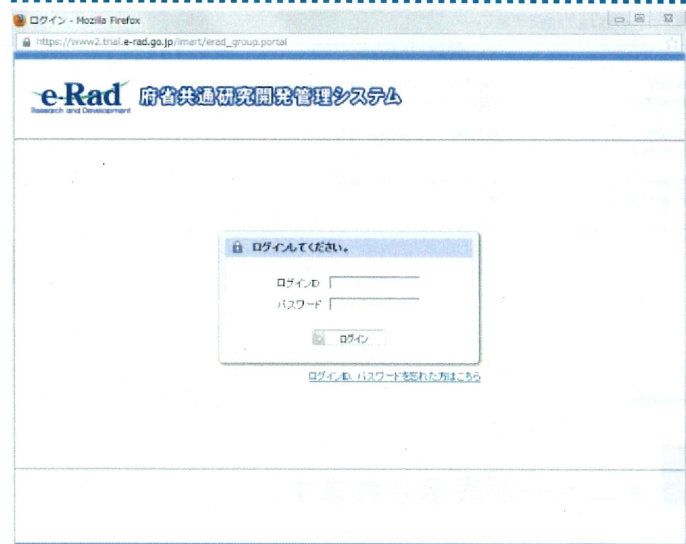 ログイン - Mozilla Firefox
https://www2.trial.e-rad.go.jp/imart/erad_group.portal
e-Rad 府省共通研究開発管理システム
Research and Development
ログインしてください。
ログインID
パスワード
ログイン
ログインID、パスワードを忘れた方はこちら